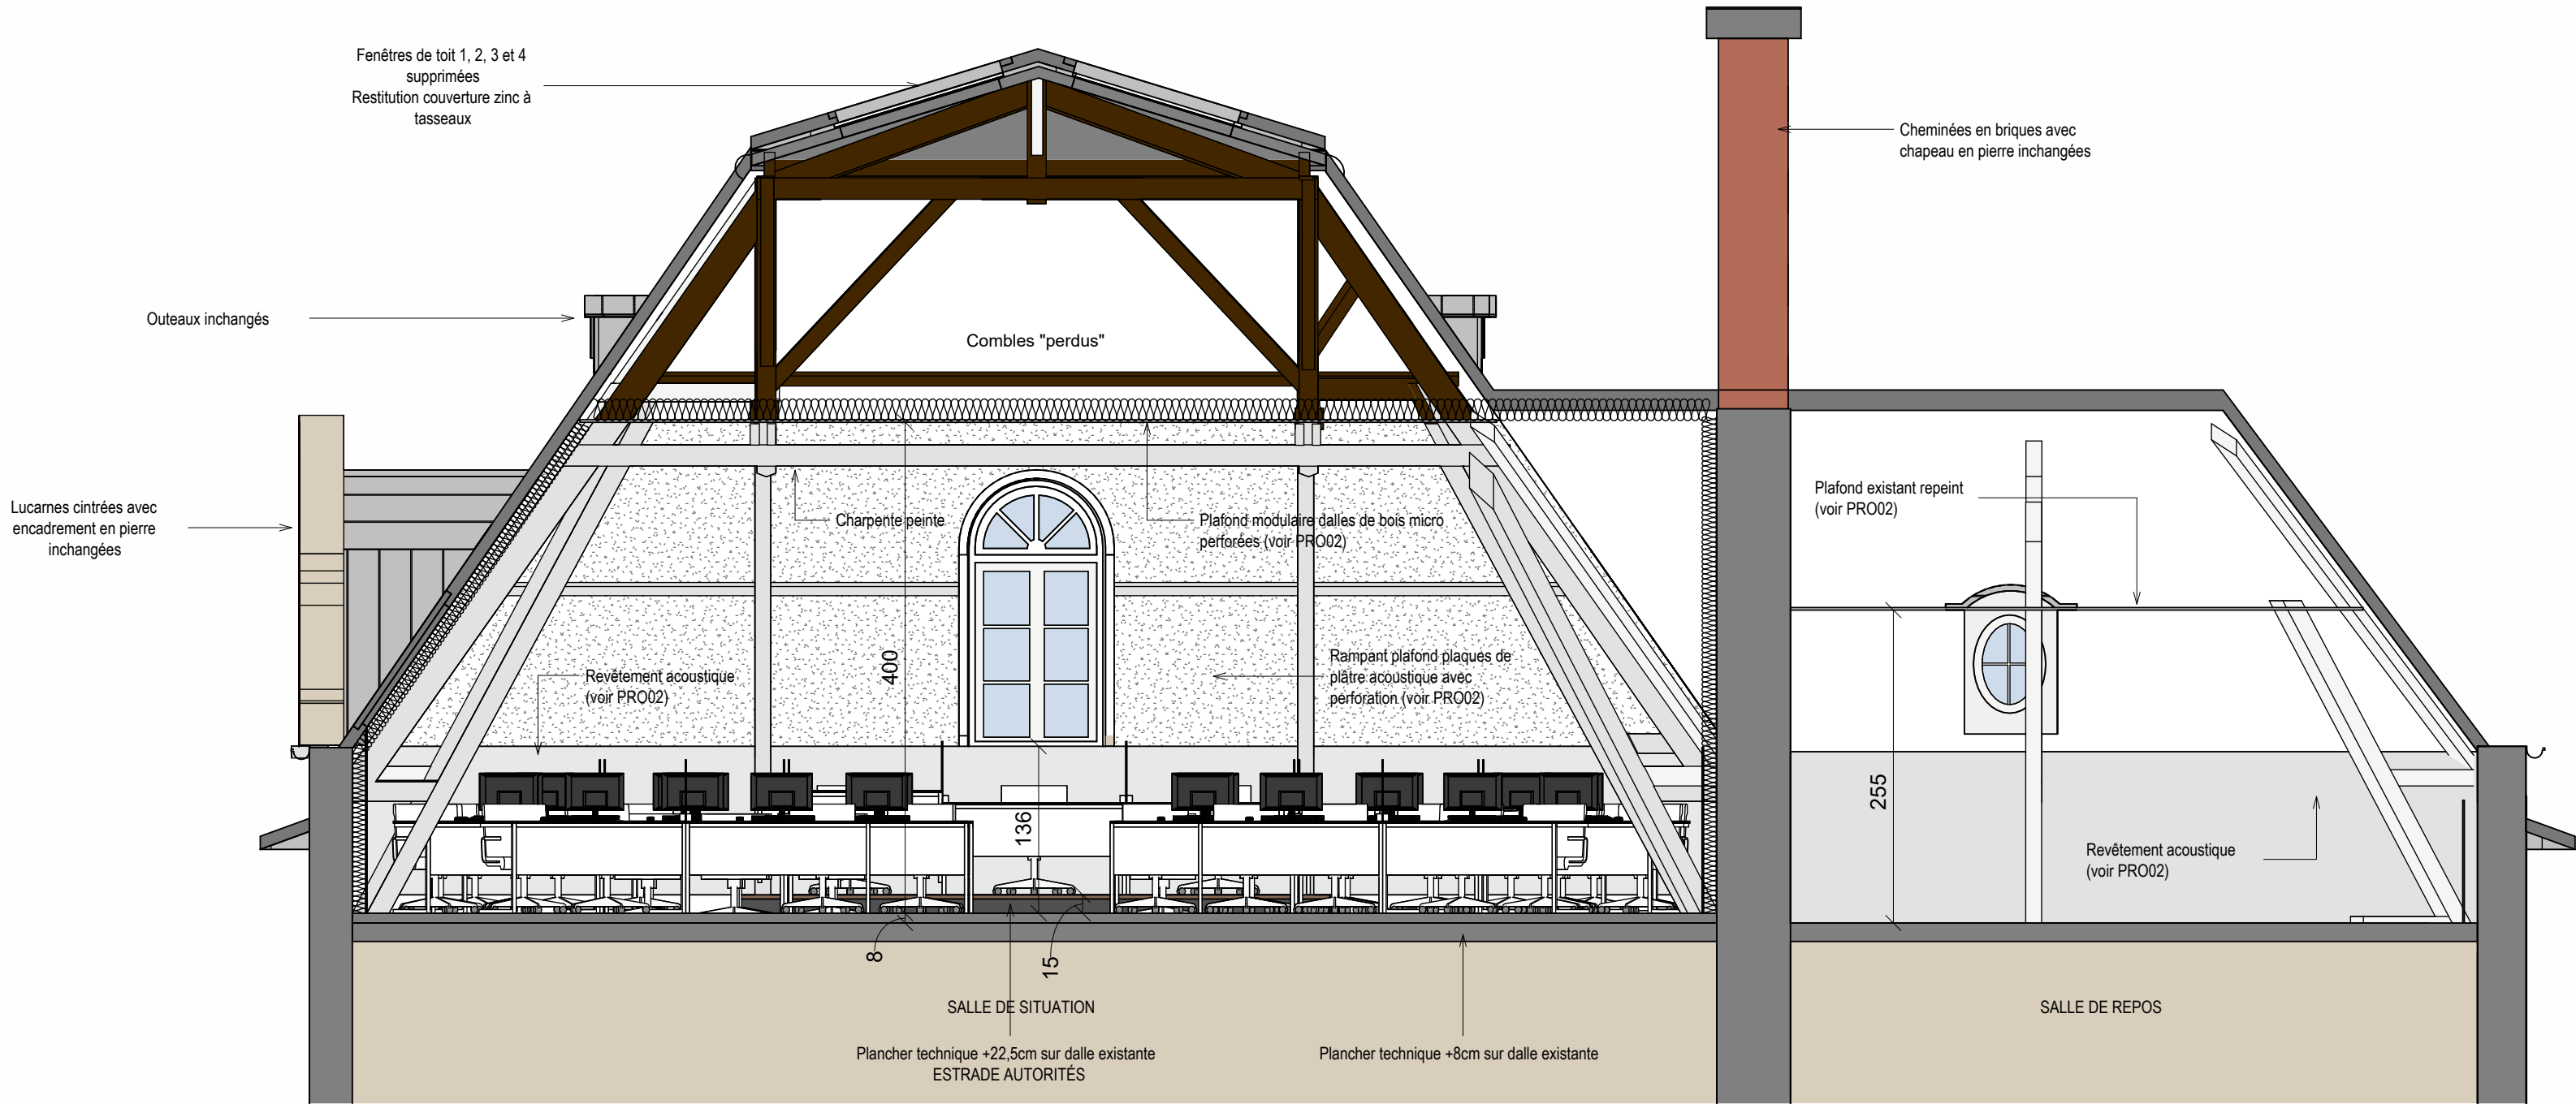 Fenêtres de toit 1, 2, 3 et 4
supprimées
Restitution couverture zinc à
tasseaux
Cheminées en briques avec
chapeau en pierre inchangées
Outeaux inchangés
Combles "perdus"
Lucarnes cintrées avec
encadrement en pierre
inchangées
Charpente peinte
Plafond modulaire dalles de bois micro
perforées (voir PRO02)
Plafond existant repeint
(voir PRO02)
Revêtement acoustique
(voir PRO02)
400
Rampant plafond plaques de
plâtre acoustique avec
perforation (voir PRO02)
136
255
Revêtement acoustique
(voir PRO02)
8
15
SALLE DE SITUATION
SALLE DE REPOS
Plancher technique +22,5cm sur dalle existante
ESTRADE AUTORITÉS
Plancher technique +8cm sur dalle existante